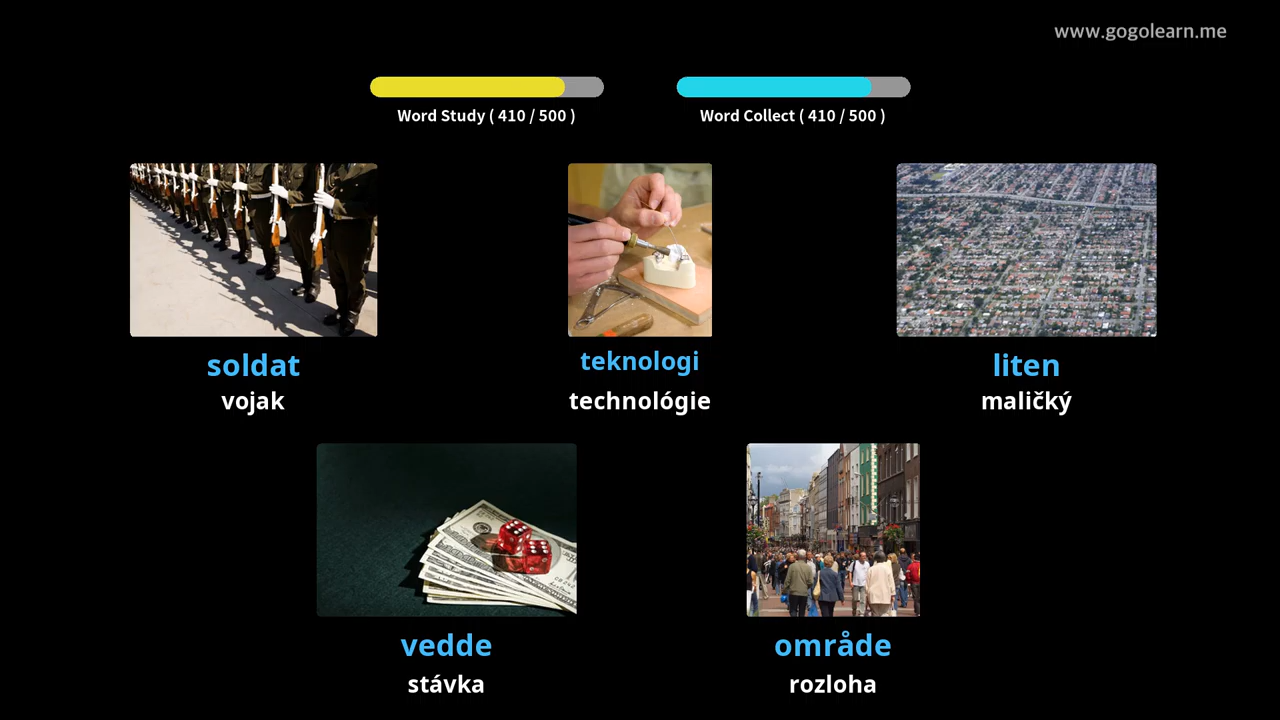 www.gogolearn.me
Word Study ( 410 / 500 )
Word Collect ( 410 / 500 )
soldat
vojak
teknologi
technológie
liten
maličký
vedde
stávka
område
rozloha